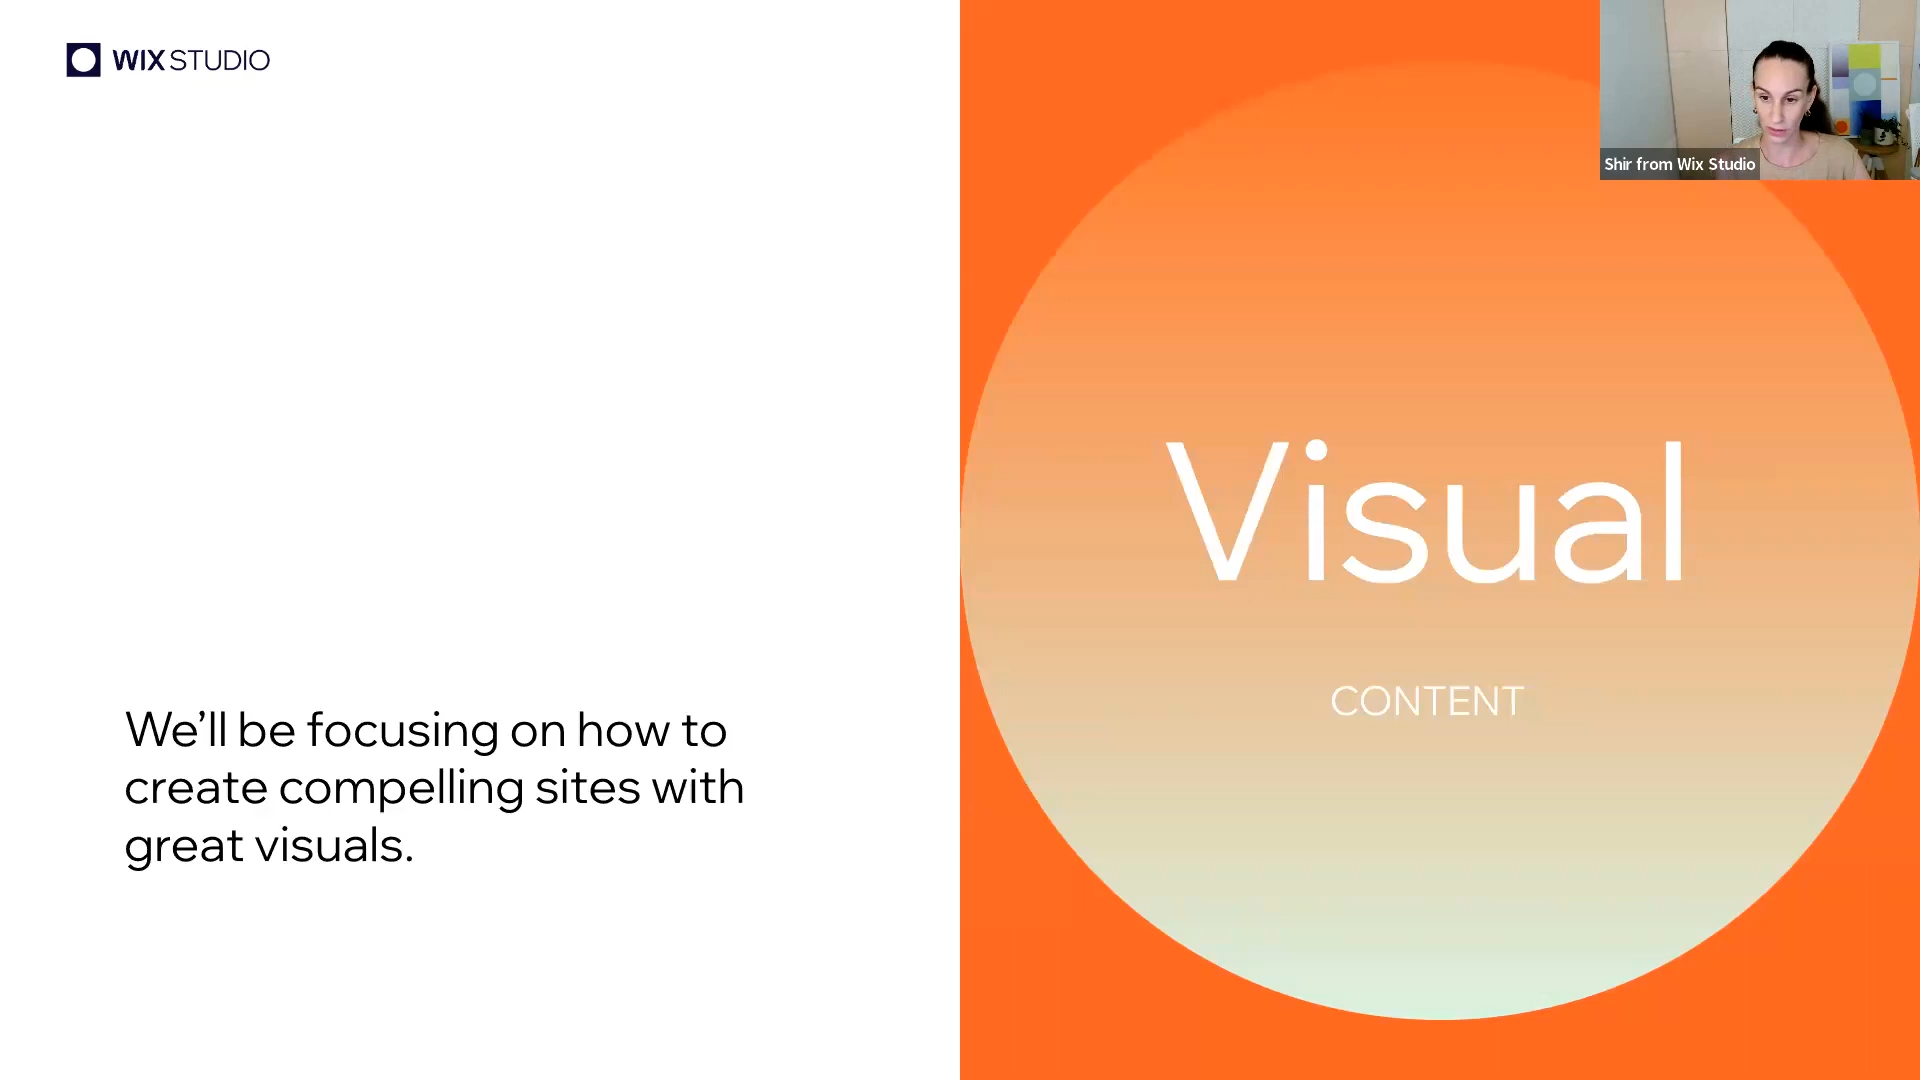 WIX STUDIO
Shir from Wix Studio
Visual
CONTENT
We’ll be focusing on how to
create compelling sites with
great visuals.